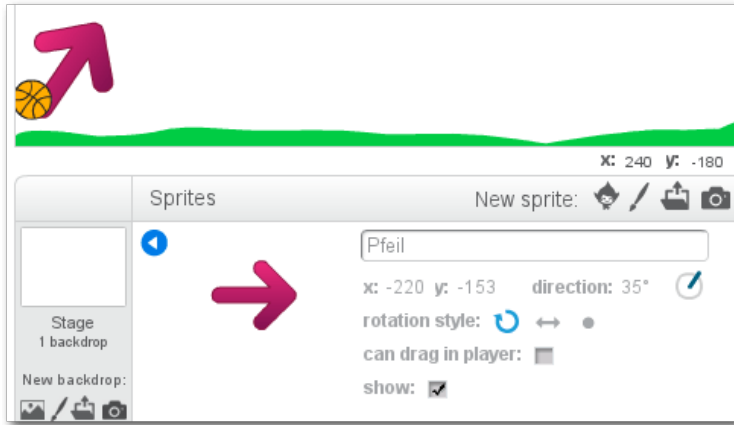 x: 240 y: -180
Sprites New sprite:
Pfeil
x: -220 y: -153 direction: 35°
rotation style:
can drag in player:
show:
Stage
1 backdrop
New backdrop: